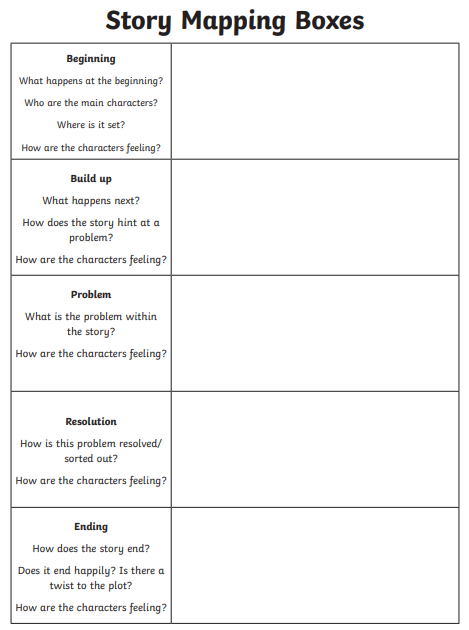 Story Mapping Boxes
Beginning
What happens at the beginning?
Who are the main characters?
Where is it set?
How are the characters feeling?
Build up
What happens next?
How does the story hint at a
problem?
How are the characters feeling?
Problem
What is the problem within
the story?
How are the characters feeling?
Resolution
How is this problem resolved/
sorted out?
How are the characters feeling?
Ending
How does the story end?
Does it end happily? Is there a
twist to the plot?
How are the characters feeling?